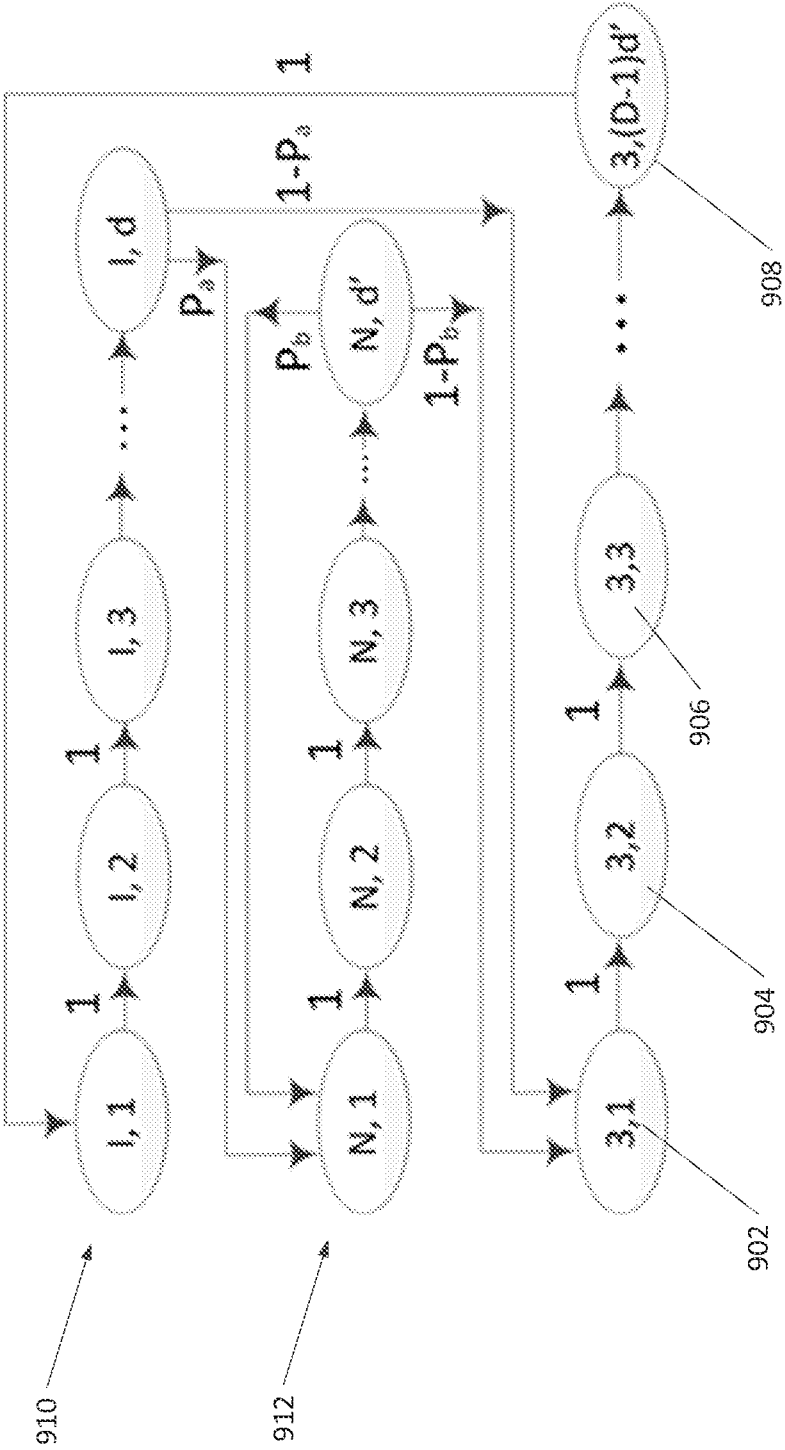 910
I, 1
1
I, 2
1
I, 3
...
I, d
Pa
1-Pa
1
912
N, 1
1
N, 2
1
N, 3
....
N, d'
Pb
1-Pb
3,1
1
3,2
1
3,3
...
3,(D-1)d'
902
904
906
908